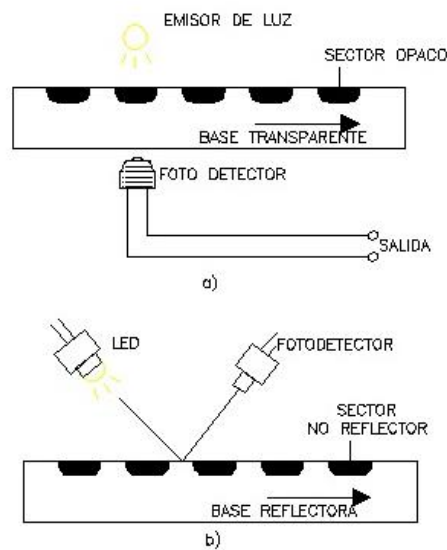 EMISOR DE LUZ
SECTOR OPACO
BASE TRANSPARENTE
FOTO DETECTOR
SALIDA
a)
LED
FOTODETECTOR
SECTOR
NO REFLECTOR
BASE REFLECTORA
b)